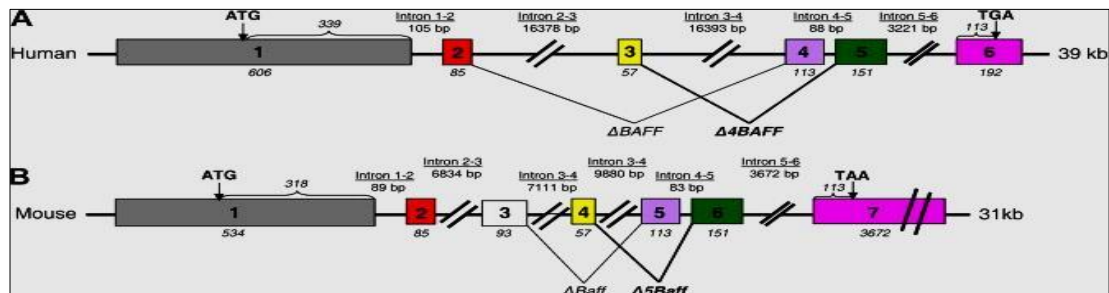 A
ATG
339
Intron 1-2
105 bp
Intron 2-3
16378 bp
Intron 3-4
16393 bp
Intron 4-5
88 bp
Intron 5-6
3221 bp
113
TGA
Human
1
2
3
4
5
6
39 kb
606
85
57
113
151
192
ΔBAFF
Δ4BAFF
B
ATG
318
Intron 1-2
89 bp
Intron 2-3
6834 bp
Intron 3-4
7111 bp
Intron 3-4
9880 bp
Intron 4-5
83 bp
Intron 5-6
3672 bp
113
TAA
Mouse
1
2
3
4
5
6
7
31kb
534
85
93
57
113
151
3672
ΔBaff
Δ5Baff